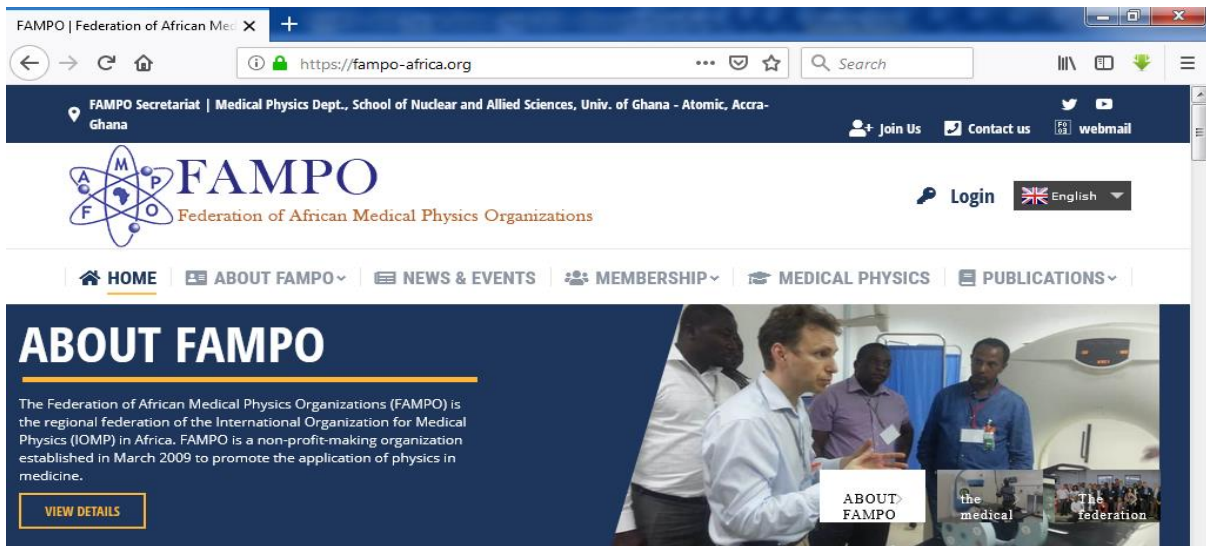 FAMPO | Federation of African Med
https://fampo-africa.org
Search
FAMPO Secretariat | Medical Physics Dept., School of Nuclear and Allied Sciences, Univ. of Ghana - Atomic, Accra-
Ghana
Join Us Contact us webmail
A M P F O
FAMPO
Federation of African Medical Physics Organizations
Login English
HOME ABOUT FAMPO NEWS & EVENTS MEMBERSHIP MEDICAL PHYSICS PUBLICATIONS
ABOUT FAMPO
The Federation of African Medical Physics Organizations (FAMPO) is
the regional federation of the International Organization for Medical
Physics (IOMP) in Africa. FAMPO is a non-profit-making organization
established in March 2009 to promote the application of physics in
medicine.
VIEW DETAILS
ABOUT
FAMPO
the
medical
The
federation